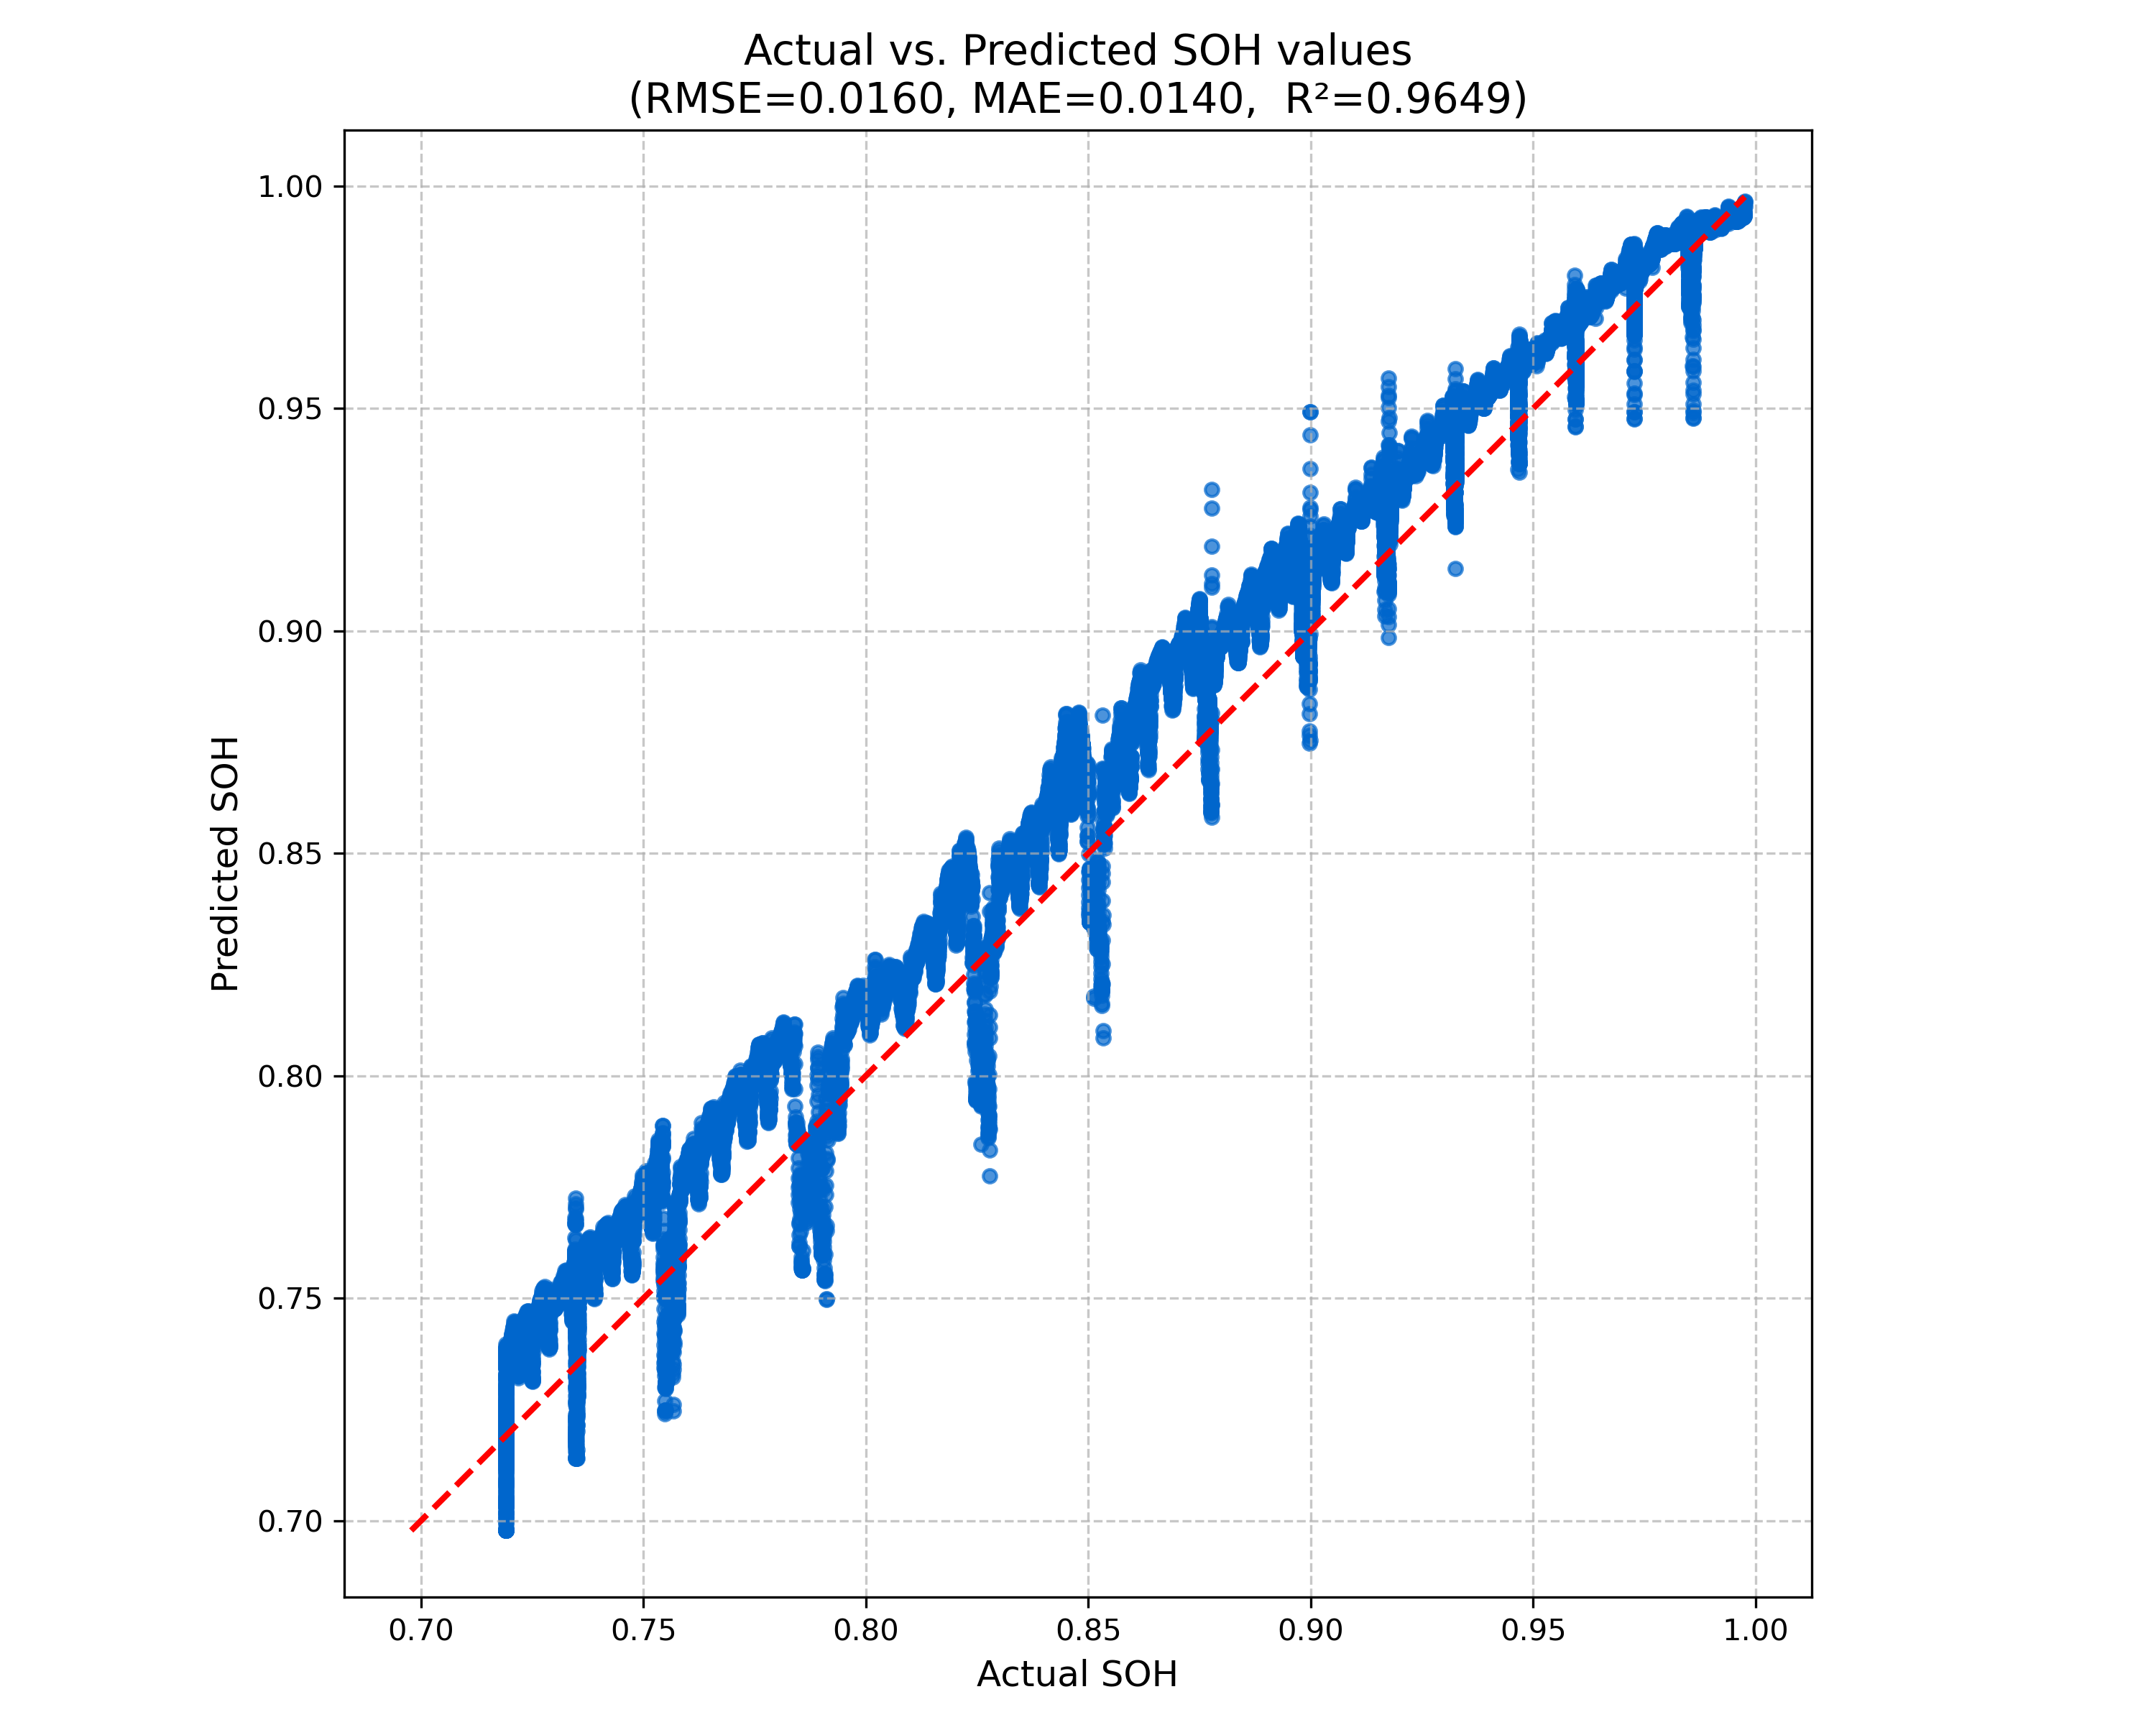 Actual vs. Predicted SOH values
(RMSE=0.0160, MAE=0.0140,  R²=0.9649)
1.00
0.95
0.90
0.85
0.80
0.75
0.70
Predicted SOH
0.70 0.75 0.80 0.85 0.90 0.95 1.00
Actual SOH